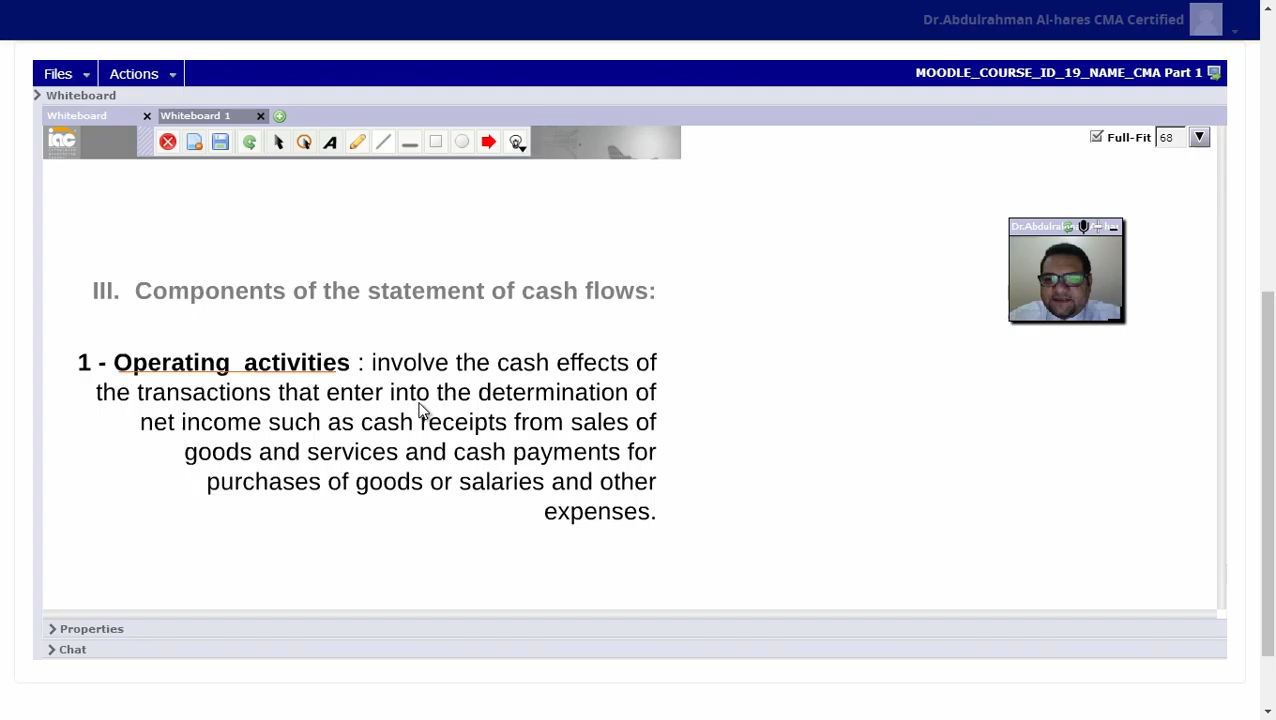 Dr.Abdulrahman Al-hares CMA Certified
Files Actions MOODLE_COURSE_ID_19_NAME_CMA Part 1
Whiteboard
Whiteboard Whiteboard 1
iac A Full-Fit 68
III. Components of the statement of cash flows:
1 - Operating activities : involve the cash effects of
the transactions that enter into the determination of
net income such as cash receipts from sales of
goods and services and cash payments for
purchases of goods or salaries and other
expenses.
Properties
Chat